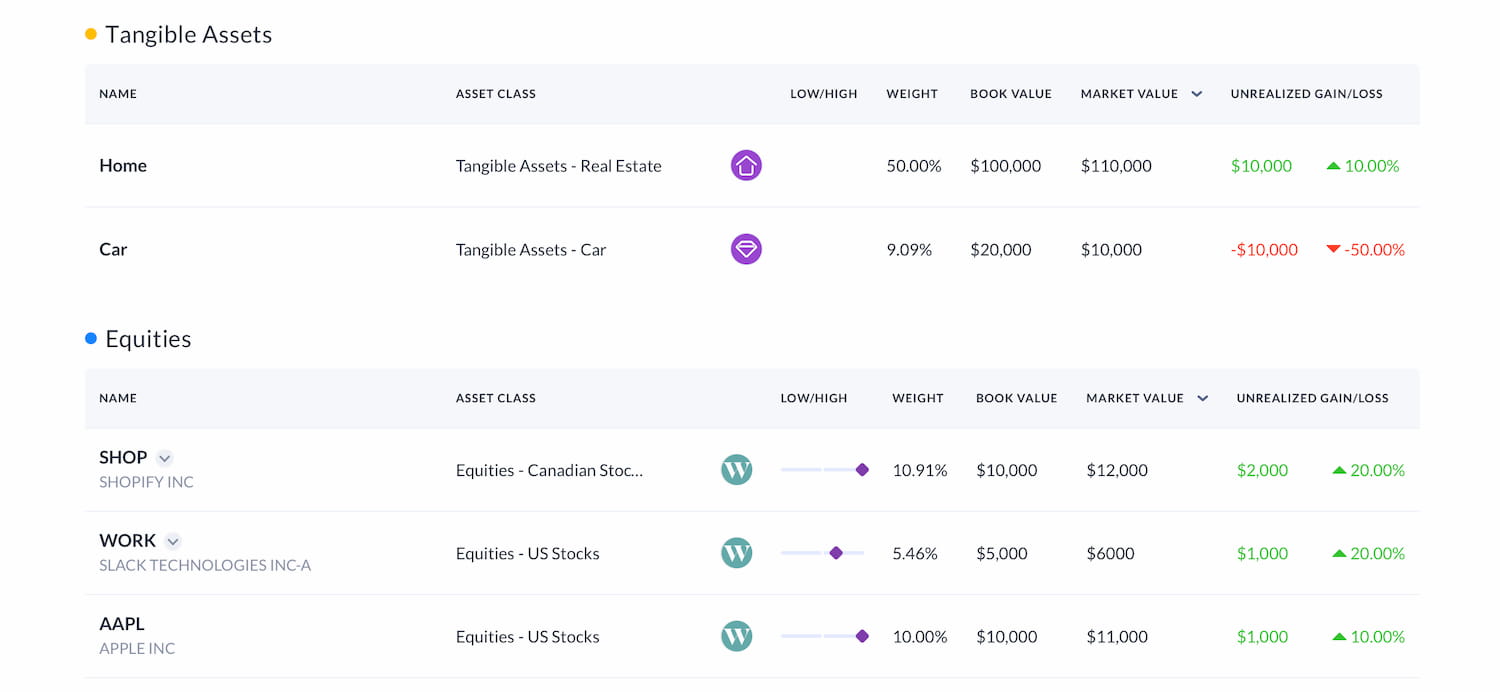 Tangible Assets
NAME ASSET CLASS LOW/HIGH WEIGHT BOOK VALUE MARKET VALUE UNREALIZED GAIN/LOSS
Home Tangible Assets - Real Estate 50.00% $100,000 $110,000 $10,000 10.00%
Car Tangible Assets - Car 9.09% $20,000 $10,000 -$10,000 -50.00%
Equities
NAME ASSET CLASS LOW/HIGH WEIGHT BOOK VALUE MARKET VALUE UNREALIZED GAIN/LOSS
SHOP
SHOPIFY INC
Equities - Canadian Stoc... W 10.91% $10,000 $12,000 $2,000 20.00%
WORK
SLACK TECHNOLOGIES INC-A
Equities - US Stocks W 5.46% $5,000 $6000 $1,000 20.00%
AAPL
APPLE INC
Equities - US Stocks W 10.00% $10,000 $11,000 $1,000 10.00%